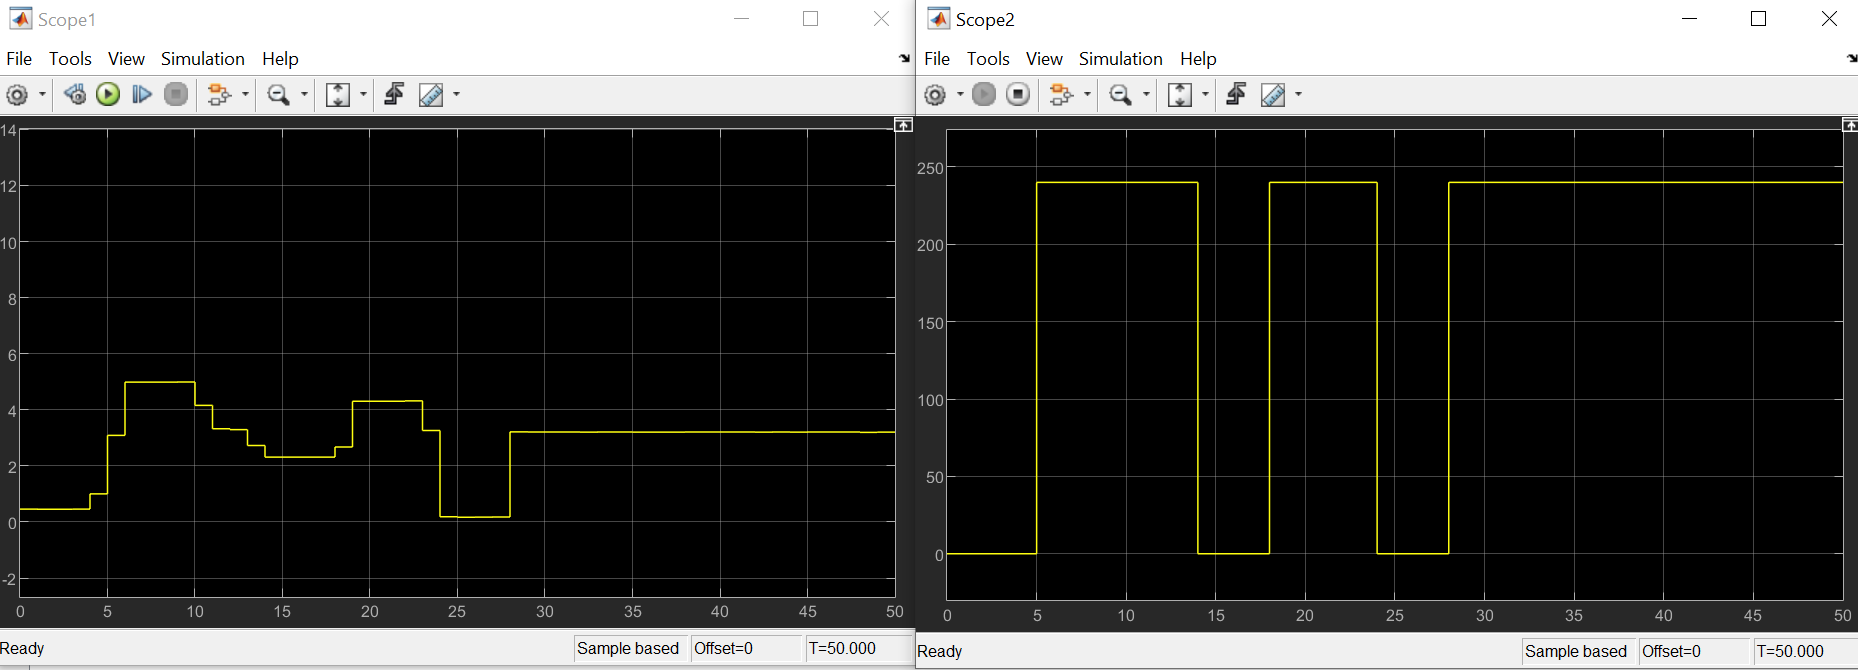 Scope1
File Tools View Simulation Help
14
12
10
8
6
4
2
0
-2
0 5 10 15 20 25 30 35 40 45 50
Ready Sample based Offset=0 T=50.000
Scope2
File Tools View Simulation Help
250
200
150
100
50
0
0 5 10 15 20 25 30 35 40 45 50
Ready Sample based Offset=0 T=50.000